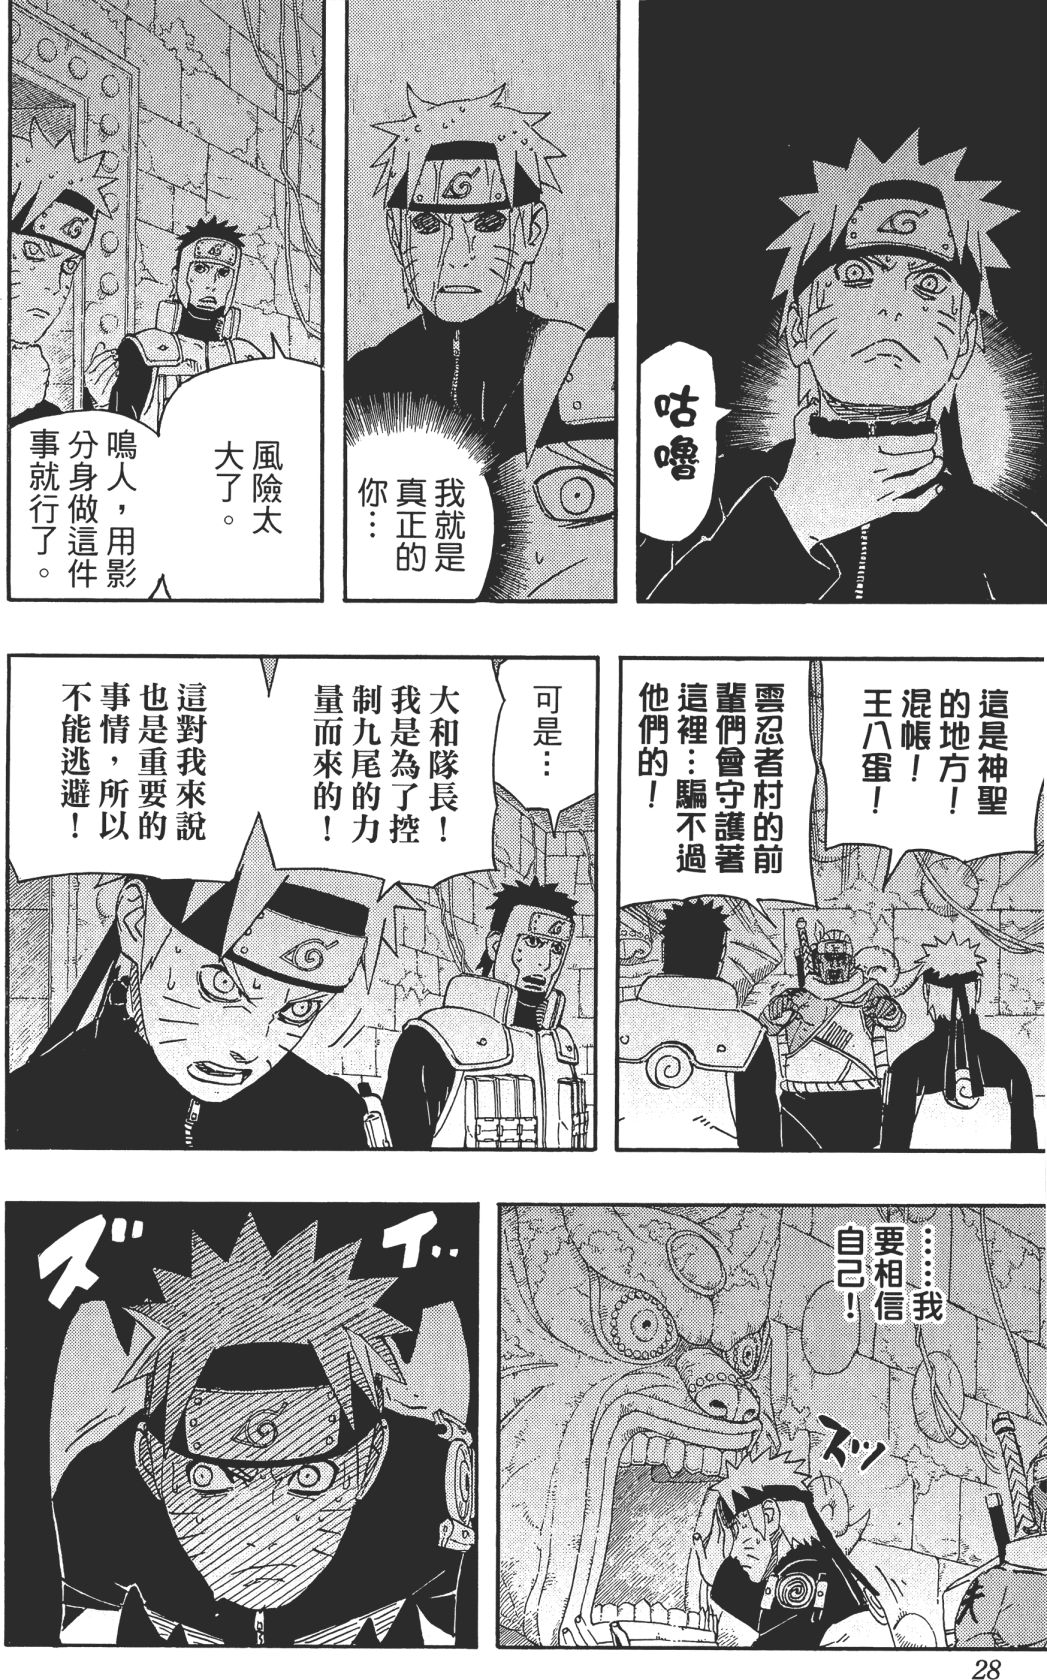 咕嚕
我就是
真正的
你…
風險太
大了。
鳴人，用影
分身做這件
事就行了。
這是神聖
的地方！
混帳！
王八蛋！
雲忍者村的前
輩們會守護著
這裡…騙不過
他們的！
可是…
大和隊長！
我是為了控
制九尾的力
量而來的！
這對我來說
也是重要的
事情，所以
不能逃避！
……我
要相信
自己！
スッ
イ…
ズ
28